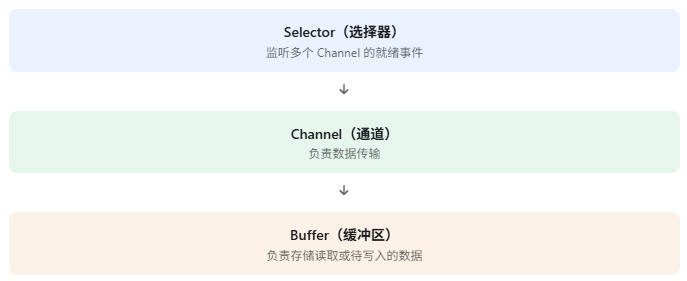 Selector（选择器）
监听多个 Channel 的就绪事件
↓
Channel（通道）
负责数据传输
↓
Buffer（缓冲区）
负责存储读取或待写入的数据